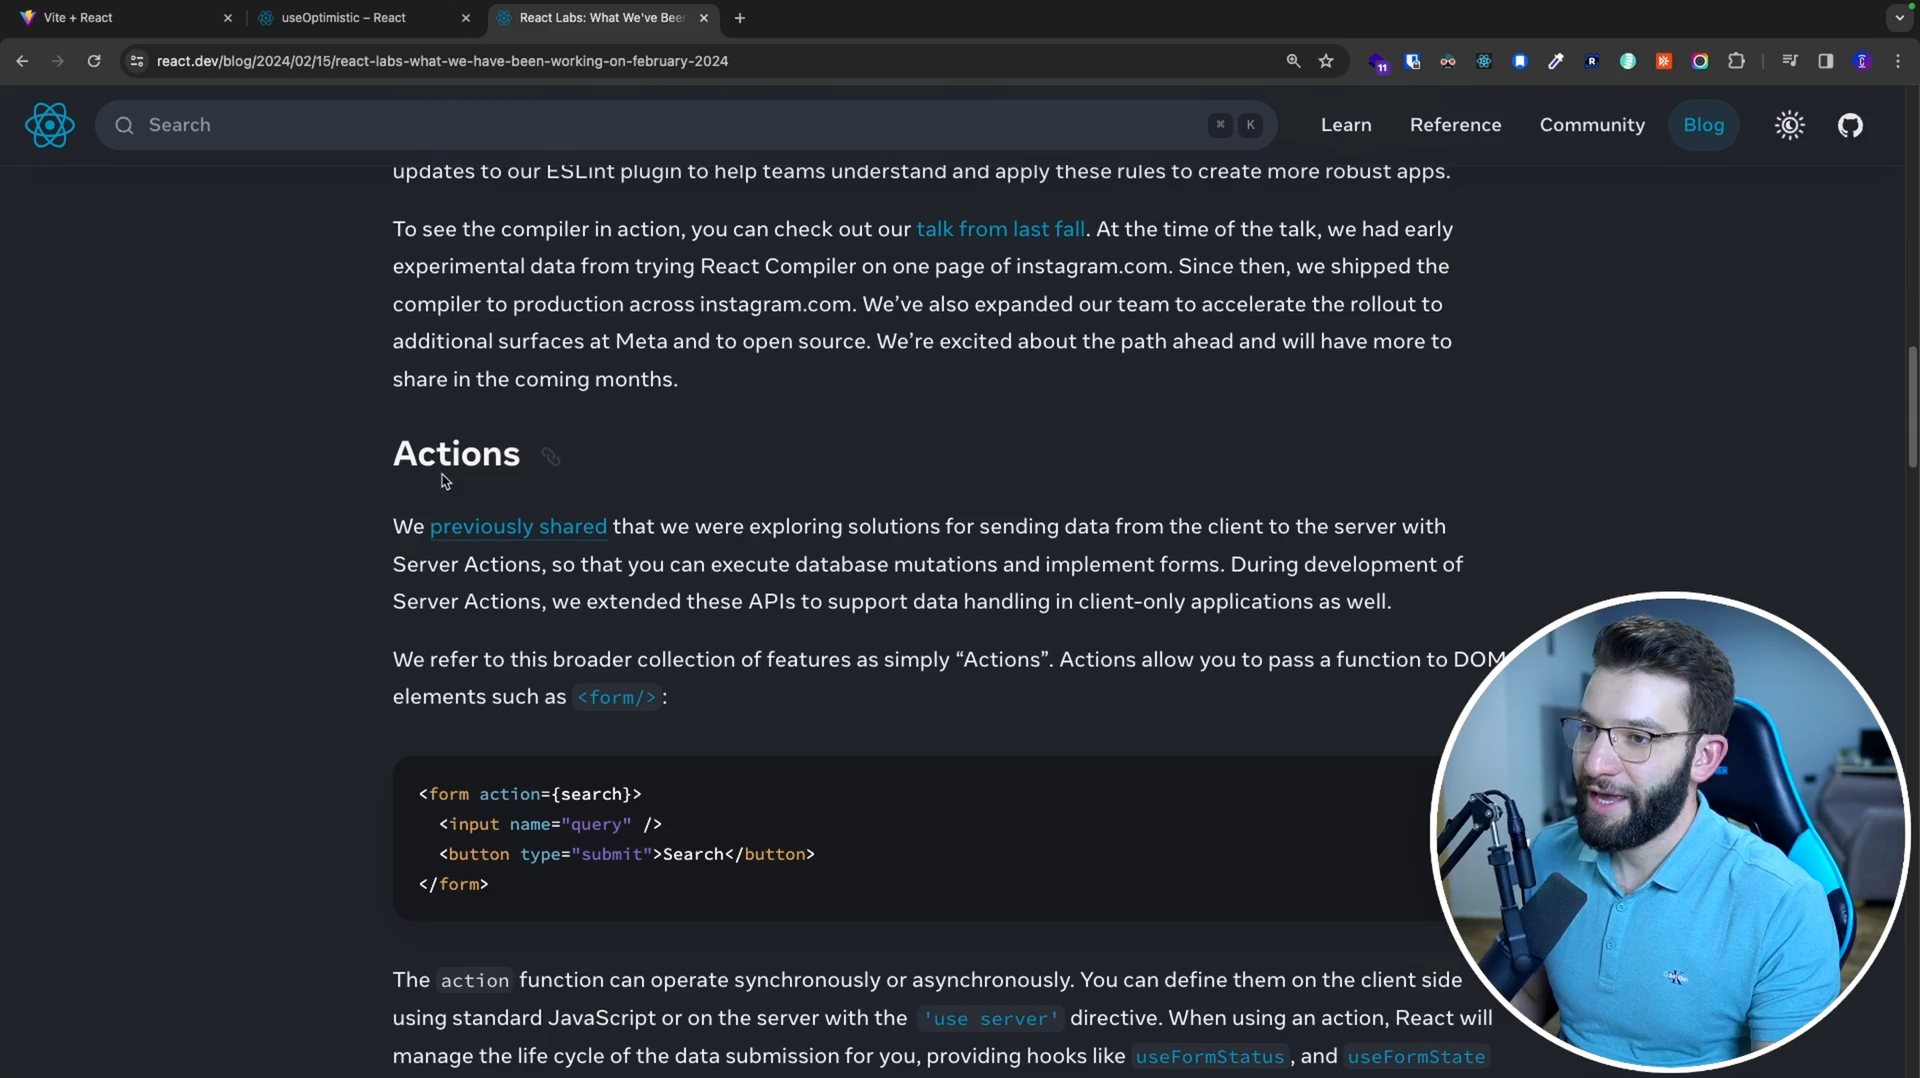 Vite + React
useOptimistic – React
React Labs: What We've Beer
react.dev/blog/2024/02/15/react-labs-what-we-have-been-working-on-february-2024
11
R
Search
⌘ K
Learn
Reference
Community
Blog
updates to our ESLint plugin to help teams understand and apply these rules to create more robust apps.
To see the compiler in action, you can check out our talk from last fall. At the time of the talk, we had early
experimental data from trying React Compiler on one page of instagram.com. Since then, we shipped the
compiler to production across instagram.com. We’ve also expanded our team to accelerate the rollout to
additional surfaces at Meta and to open source. We’re excited about the path ahead and will have more to
share in the coming months.
Actions
We previously shared that we were exploring solutions for sending data from the client to the server with
Server Actions, so that you can execute database mutations and implement forms. During development of
Server Actions, we extended these APIs to support data handling in client-only applications as well.
We refer to this broader collection of features as simply “Actions”. Actions allow you to pass a function to DOM
elements such as <form/>:
<form action={search}>
<input name="query" />
<button type="submit">Search</button>
</form>
The action function can operate synchronously or asynchronously. You can define them on the client side
using standard JavaScript or on the server with the 'use server' directive. When using an action, React will
manage the life cycle of the data submission for you, providing hooks like useFormStatus, and useFormState